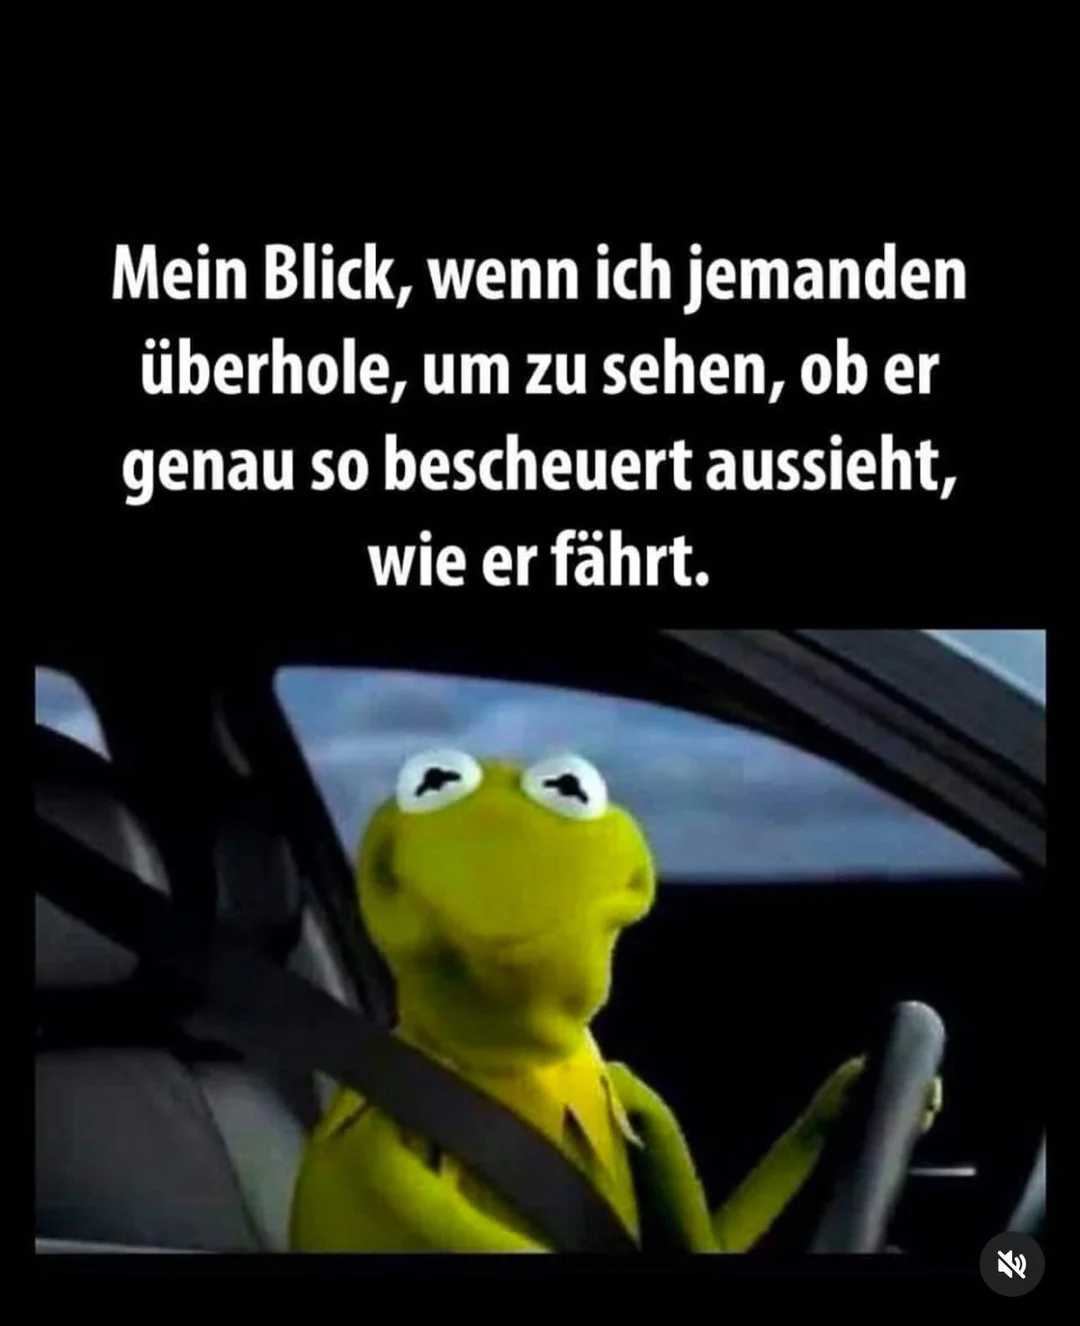 Mein Blick, wenn ich jemanden
überhole, um zu sehen, ob er
genau so bescheuert aussieht,
wie er fährt.